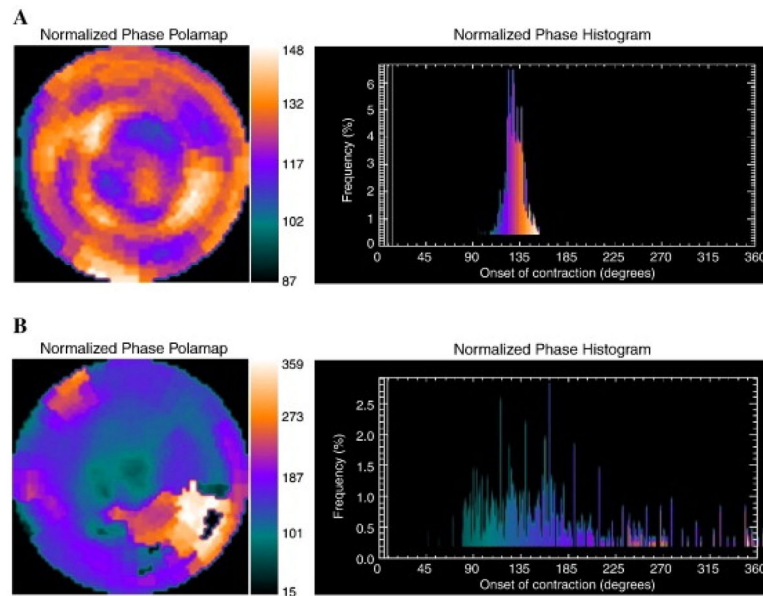 A
Normalized Phase Polamap
Normalized Phase Histogram
148
132
117
102
87
Frequency (%)
6
5
4
3
2
1
0
0 45 90 135 180 225 270 315 360
Onset of contraction (degrees)
B
Normalized Phase Polamap
Normalized Phase Histogram
359
273
187
101
15
Frequency (%)
2.5
2.0
1.5
1.0
0.5
0.0
0 45 90 135 185 225 270 315 360
Onset of contraction (degrees)